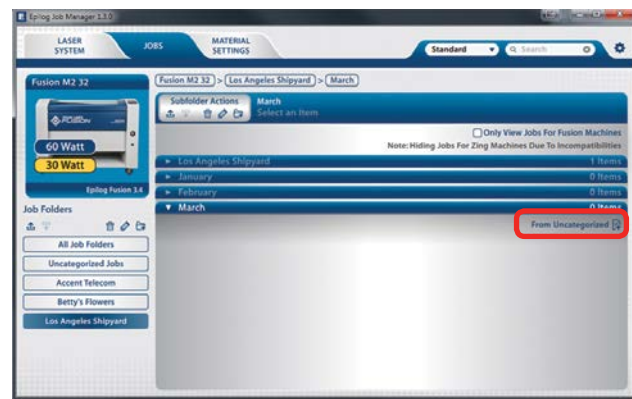 Epilog Job Manager 1.3.0
LASER SYSTEM
JOBS
MATERIAL SETTINGS
Standard
Search
Fusion M2 32
Fusion M2 32 > Los Angeles Shipyard > March
Subfolder Actions
March
Select an Item
Only View Jobs For Fusion Machines
Note: Hiding Jobs For Zing Machines Due To Incompatibilities
FUSION
60 Watt
30 Watt
Epilog Fusion 3.4
Los Angeles Shipyard 1 Items
January 0 Items
February 0 Items
March 0 Items
From Uncategorized
Job Folders
All Job Folders
Uncategorized Jobs
Accent Telecom
Betty's Flowers
Los Angeles Shipyard